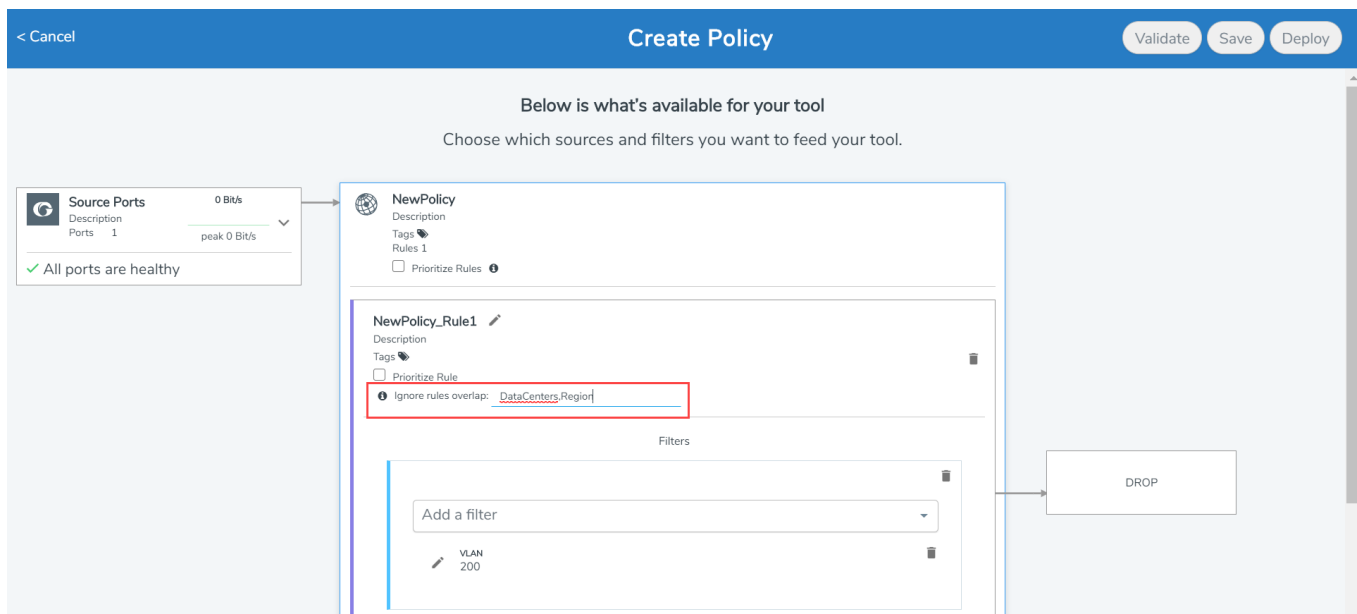 < Cancel
Create Policy
Validate
Save
Deploy
Below is what's available for your tool
Choose which sources and filters you want to feed your tool.
Source Ports
0 Bit/s
Description
Ports 1
peak 0 Bit/s
All ports are healthy
NewPolicy
Description
Tags
Rules 1
Prioritize Rules
NewPolicy_Rule1
Description
Tags
Prioritize Rule
Ignore rules overlap: DataCenters,Region
Filters
Add a filter
VLAN
200
DROP